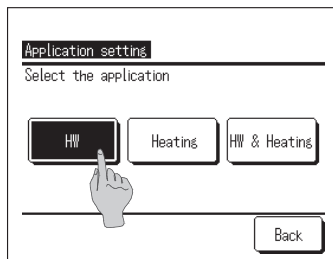 Application setting
Select the application
HW
Heating
HW & Heating
Back